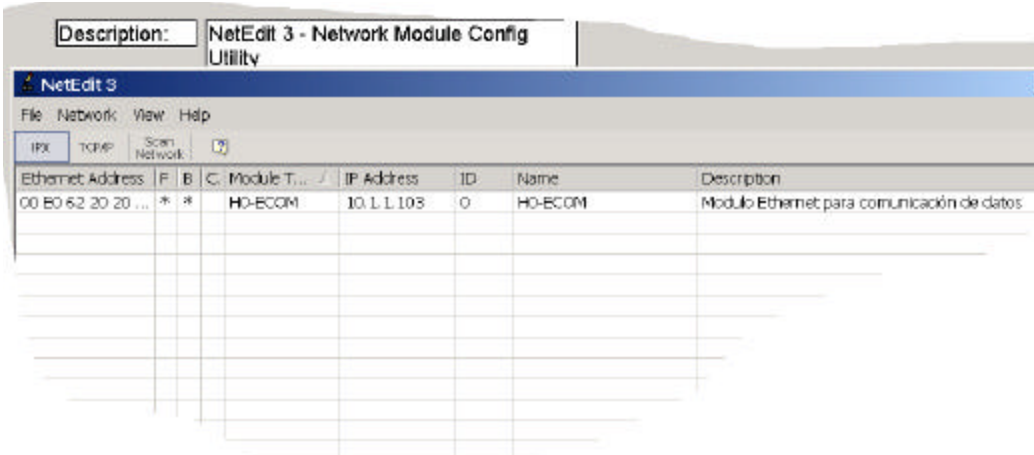 Description: NetEdit 3 - Network Module Config
Utility
NetEdit 3
File Network View Help
IPX TCP/IP Scan
Network
Ethernet Address F B C. Module T... / IP Address ID Name Description
00 E0 62 20 20 ... * * H0-ECOM 10.1.1.103 0 H0-ECOM Modulo Ethernet para comunicación de datos